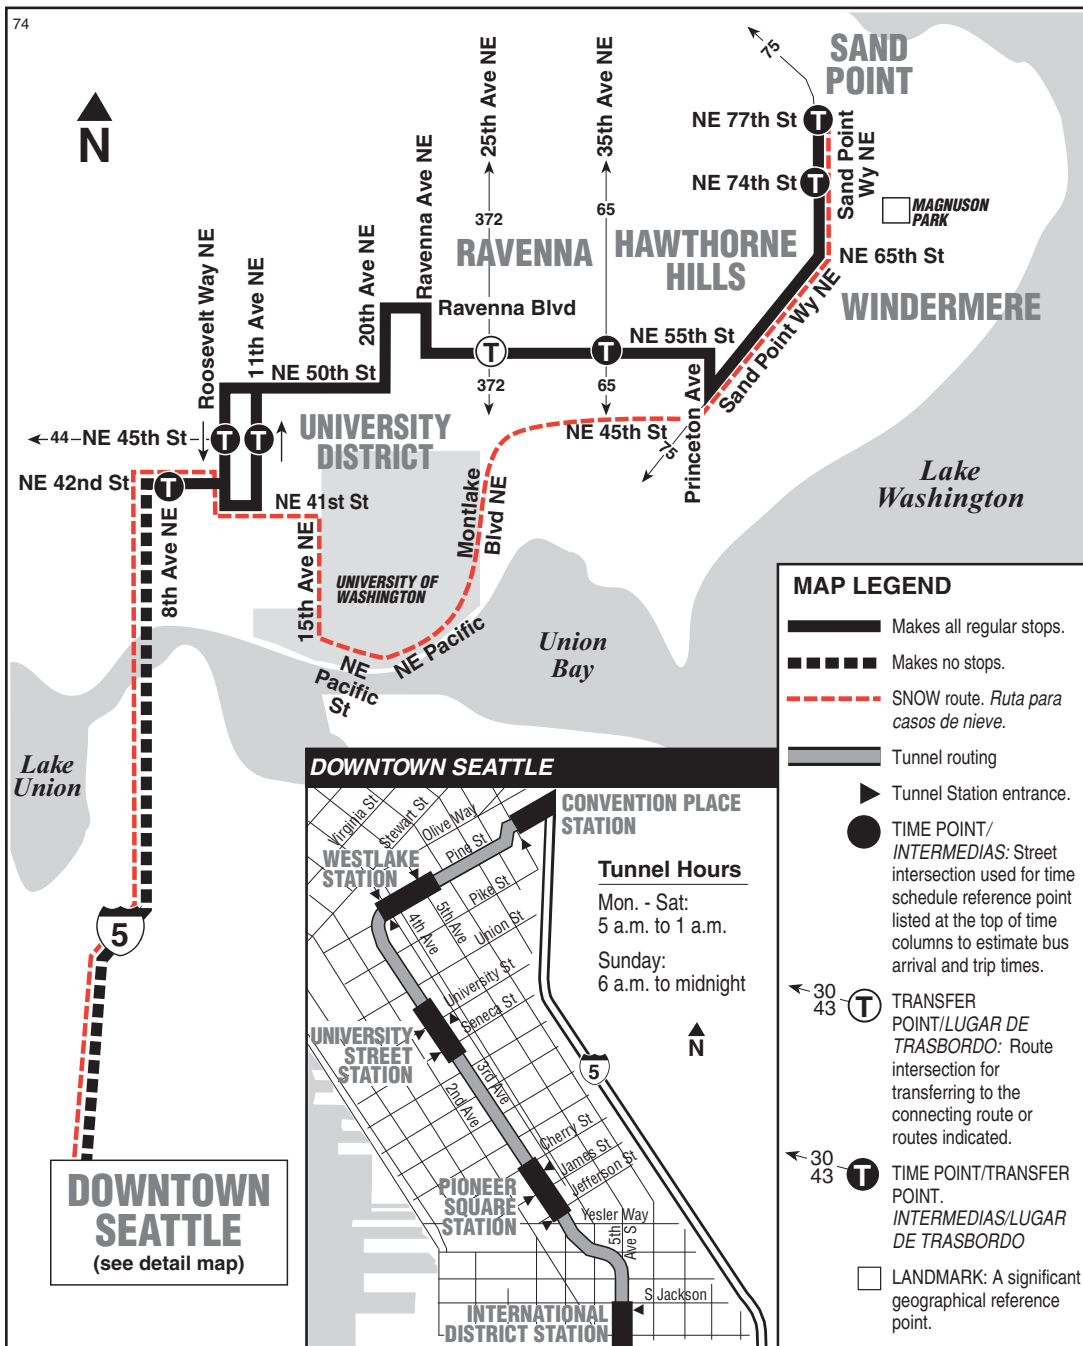 74
N
SAND
POINT
75
NE 77th St
T
NE 74th St
T
Sand Point
Wy NE
MAGNUSON
PARK
NE 65th St
WINDERMERE
25th Ave NE
35th Ave NE
372
65
RAVENNA
HAWTHORNE
HILLS
Ravenna Ave NE
20th Ave NE
Roosevelt Way NE
11th Ave NE
Ravenna Blvd
T
T
NE 55th St
372
65
NE 50th St
Sand Point Wy NE
Princeton Ave
75
44
NE 45th St
T
T
UNIVERSITY
DISTRICT
NE 45th St
NE 42nd St
T
NE 41st St
8th Ave NE
15th Ave NE
Montlake
Blvd NE
UNIVERSITY OF
WASHINGTON
NE
Pacific
St
NE Pacific
Lake
Washington
Union
Bay
Lake
Union
5
DOWNTOWN
SEATTLE
(see detail map)
DOWNTOWN SEATTLE
CONVENTION PLACE
STATION
Virginia St
Stewart St
Olive Way
Pine St
WESTLAKE
STATION
Pike St
5th Ave
4th Ave
Union St
University St
Seneca St
UNIVERSITY
STREET
STATION
3rd Ave
2nd Ave
Cherry St
James St
Jefferson St
PIONEER
SQUARE
STATION
Yesler Way
5th
Ave S
S Jackson
INTERNATIONAL
DISTRICT STATION
Tunnel Hours
Mon. - Sat:
5 a.m. to 1 a.m.
Sunday:
6 a.m. to midnight
N
5
MAP LEGEND
Makes all regular stops.
Makes no stops.
SNOW route. Ruta para
casos de nieve.
Tunnel routing
Tunnel Station entrance.
TIME POINT/
INTERMEDIAS: Street
intersection used for time
schedule reference point
listed at the top of time
columns to estimate bus
arrival and trip times.
30
43
T
TRANSFER
POINT/LUGAR DE
TRASBORDO: Route
intersection for
transferring to the
connecting route or
routes indicated.
30
43
T
TIME POINT/TRANSFER
POINT.
INTERMEDIAS/LUGAR
DE TRASBORDO
LANDMARK: A significant
geographical reference
point.